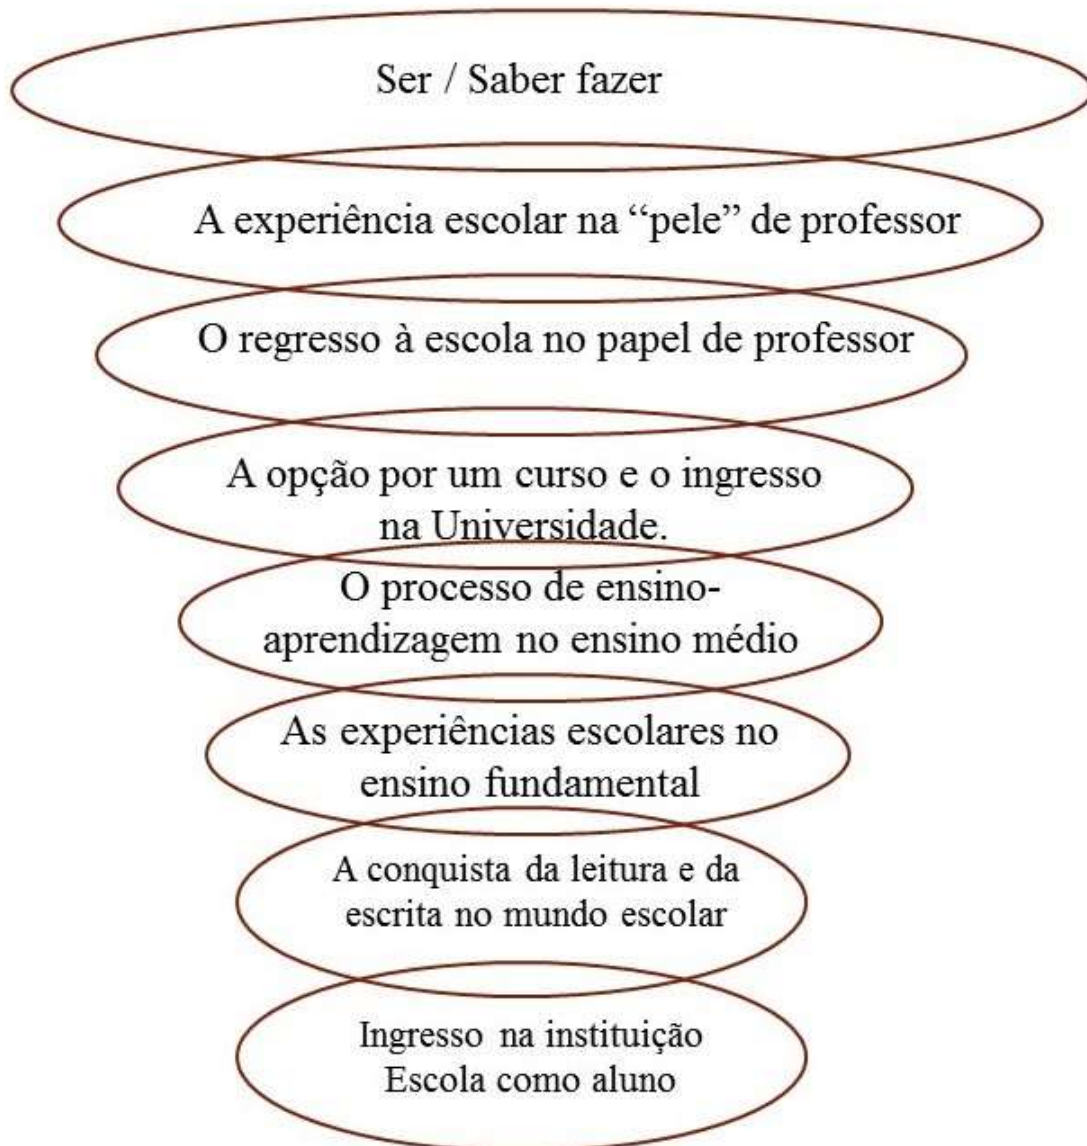 Ser / Saber fazer
A experiência escolar na “pele” de professor
O regresso à escola no papel de professor
A opção por um curso e o ingresso
na Universidade.
O processo de ensino-
aprendizagem no ensino médio
As experiências escolares no
ensino fundamental
A conquista da leitura e da
escrita no mundo escolar
Ingresso na instituição
Escola como aluno